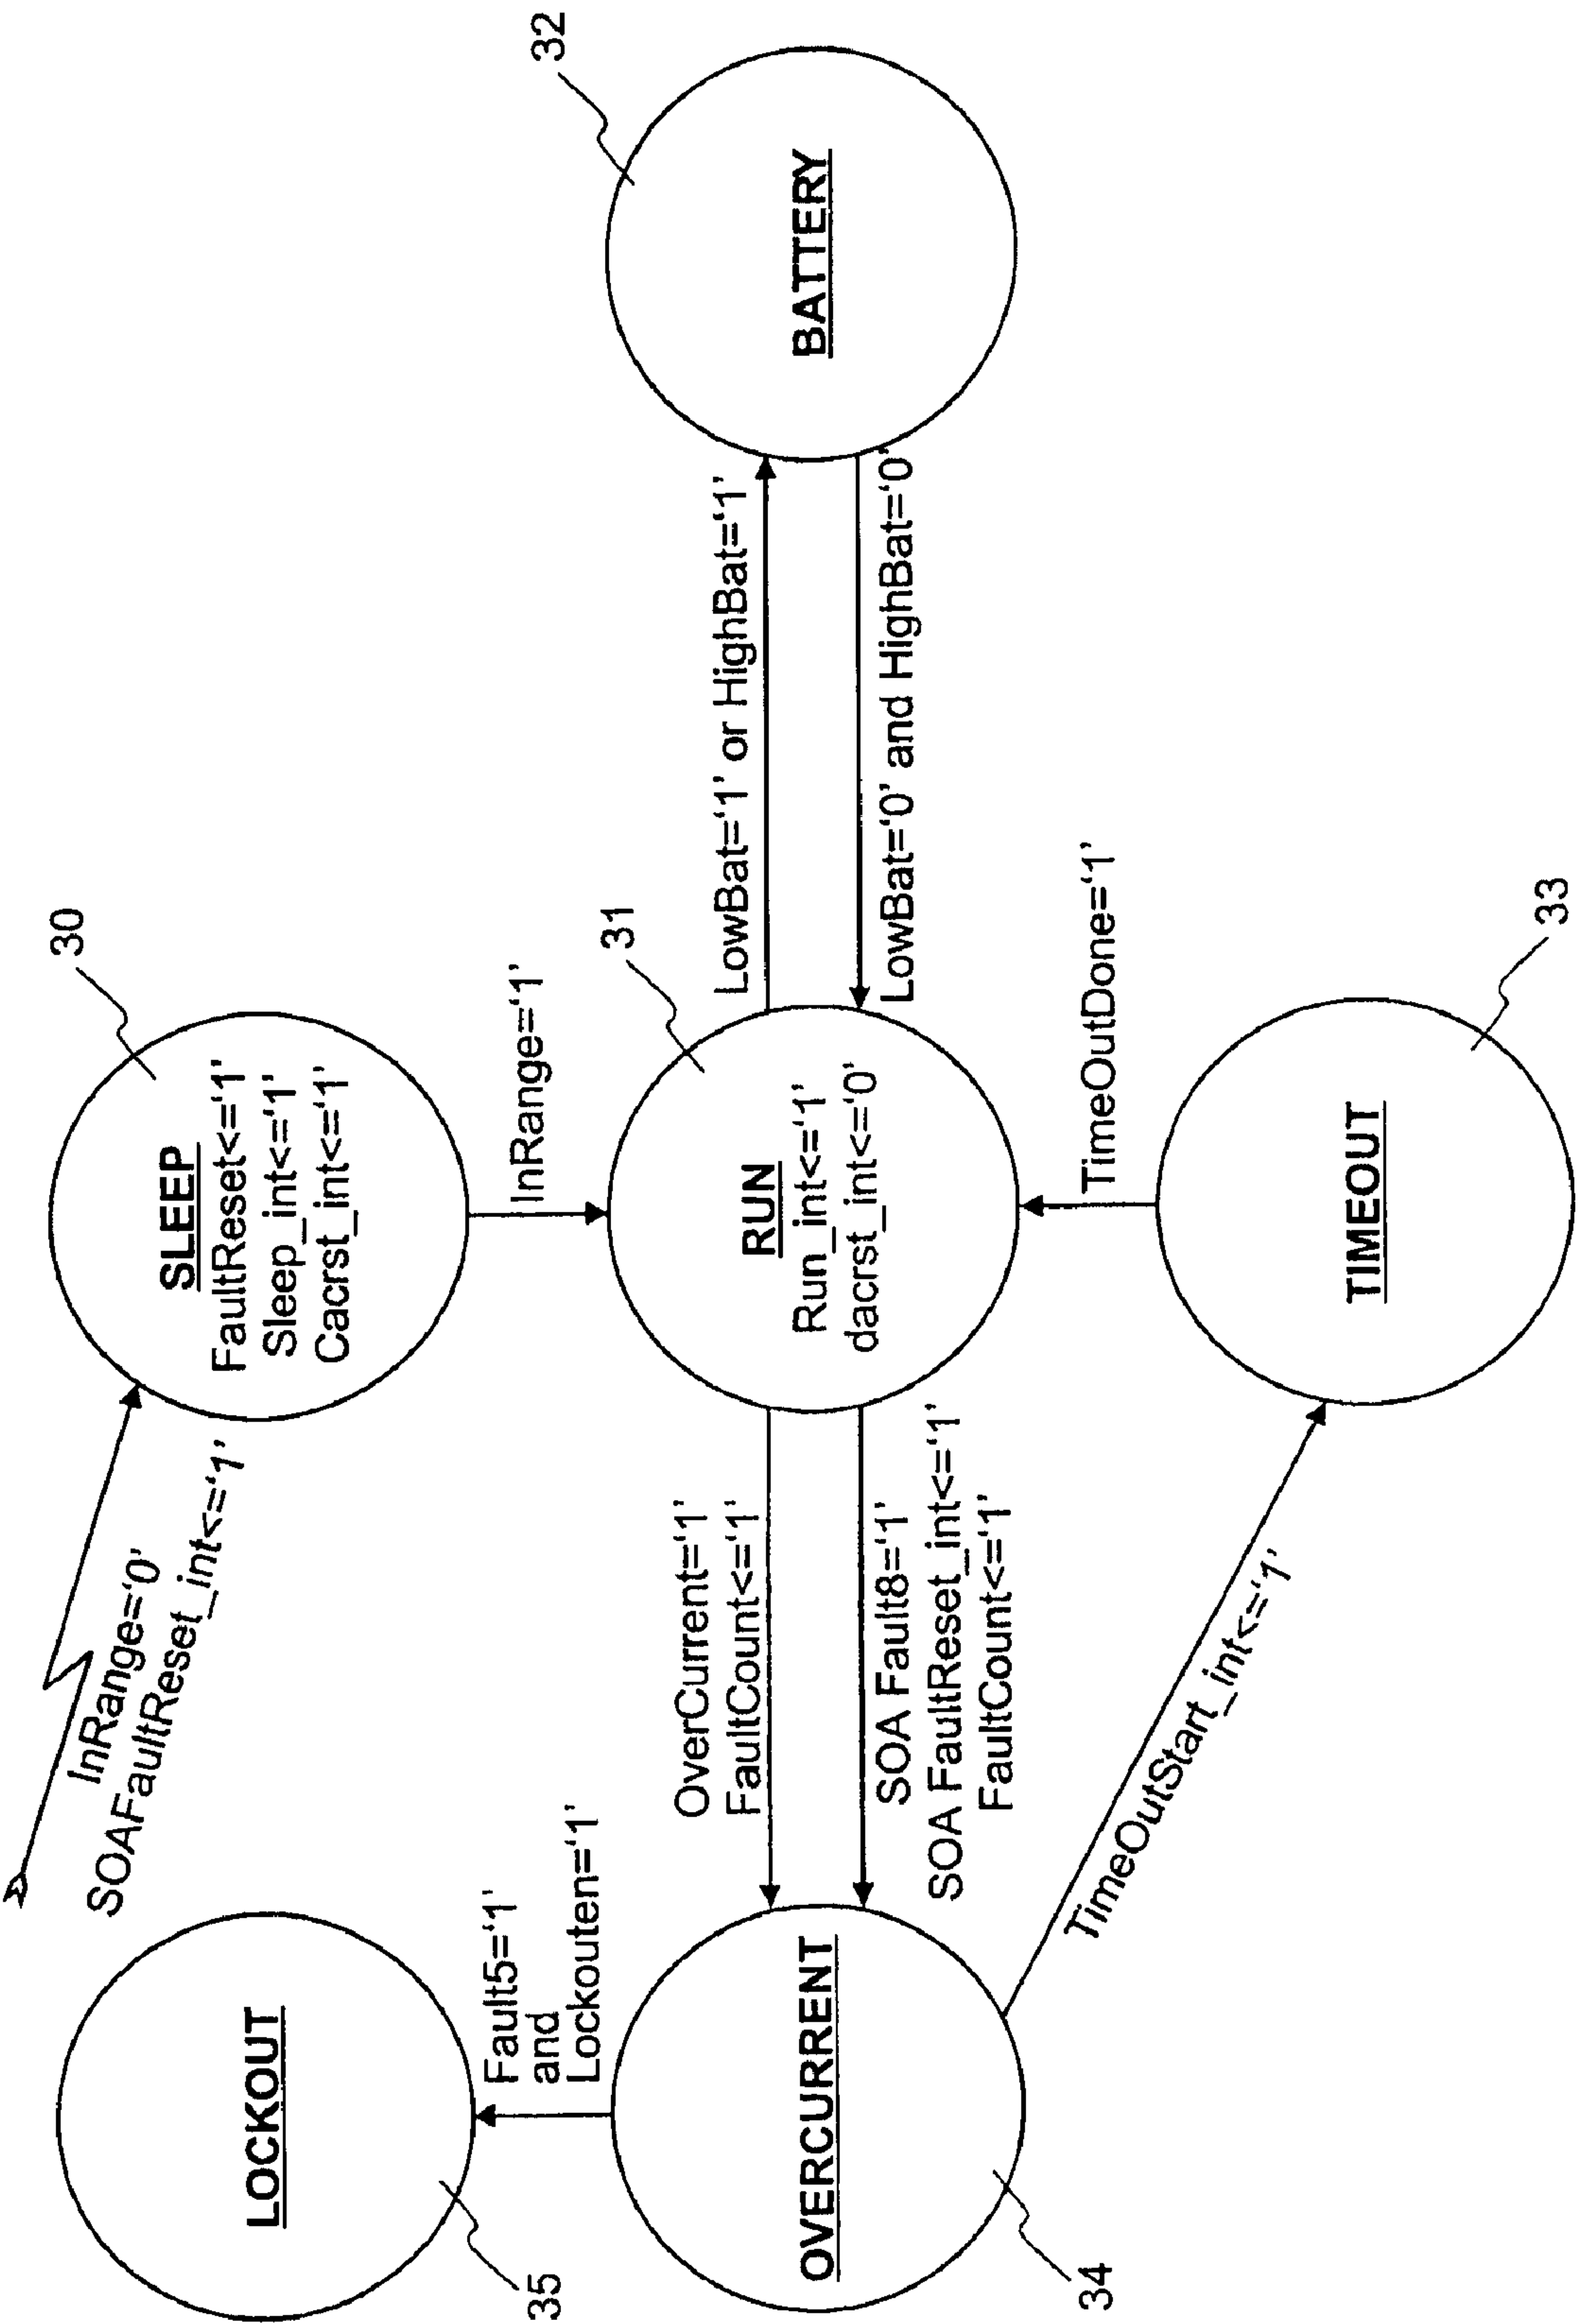 InRange='0'
SOAFaultReset_int<='1'
30
SLEEP
FaultReset<='1'
Sleep_int<='1'
Cacrst_int<='1'
LOCKOUT
35
Fault5='1'
and
Lockouten='1'
InRange='1'
32
31
OverCurrent='1'
FaultCount<='1'
LowBat='1' or HighBat='1'
OVERCURRENT
RUN
Run_int<='1'
dacrst_int<='0'
BATTERY
SOA Fault8='1'
SOA FaultReset_int<='1'
FaultCount<='1'
LowBat='0' and HighBat='0'
34
TimeOutStart_int<='1'
TimeOutDone='1'
TIMEOUT
33